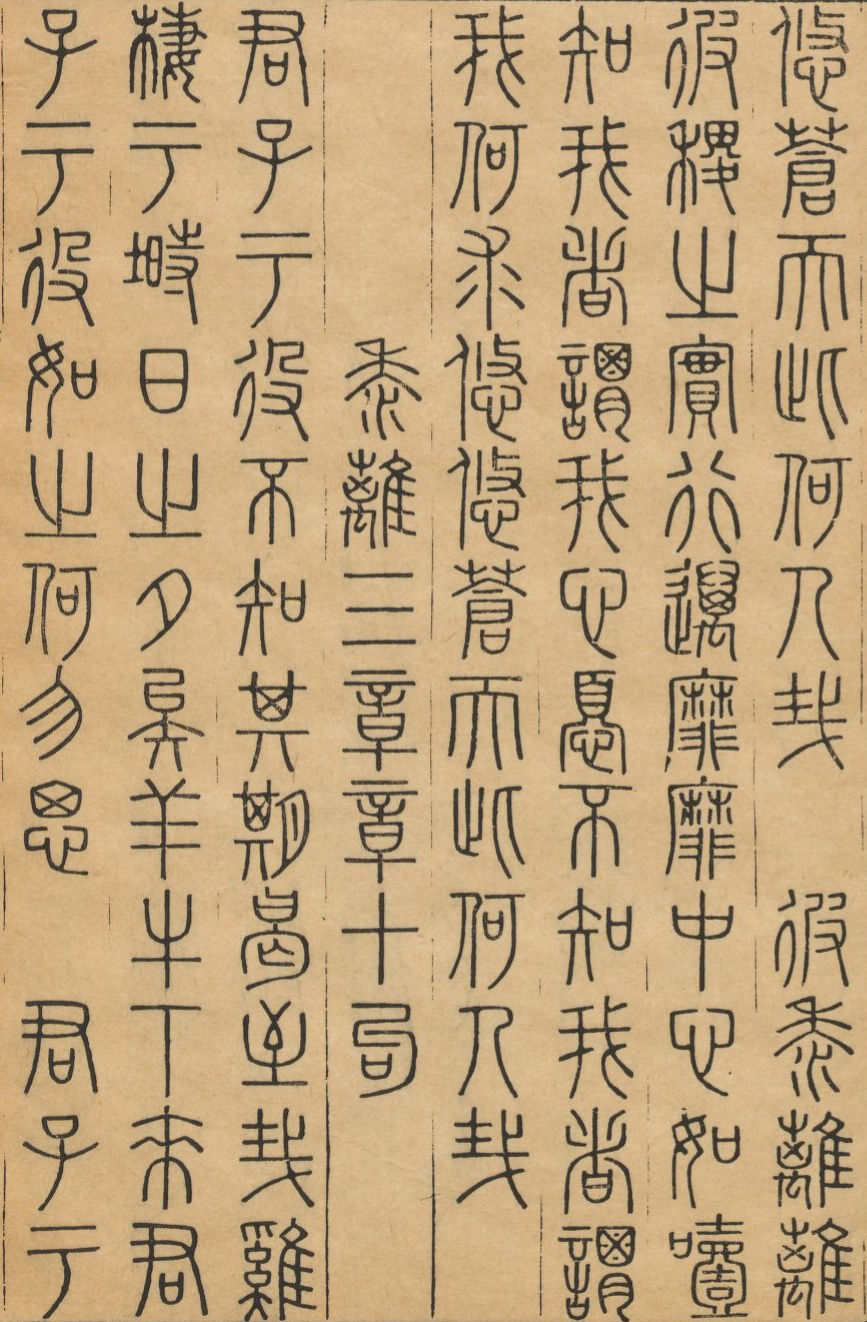 悠蒼天此何人哉　彼黍離離
彼稷之實行邁靡靡中心如噎
知我者謂我心憂不知我者謂
我何求悠悠蒼天此何人哉
黍離三章章十句
君子于役不知其期曷至哉雞
棲于塒日之夕矣羊牛下來君
子于役如之何勿思　君子于